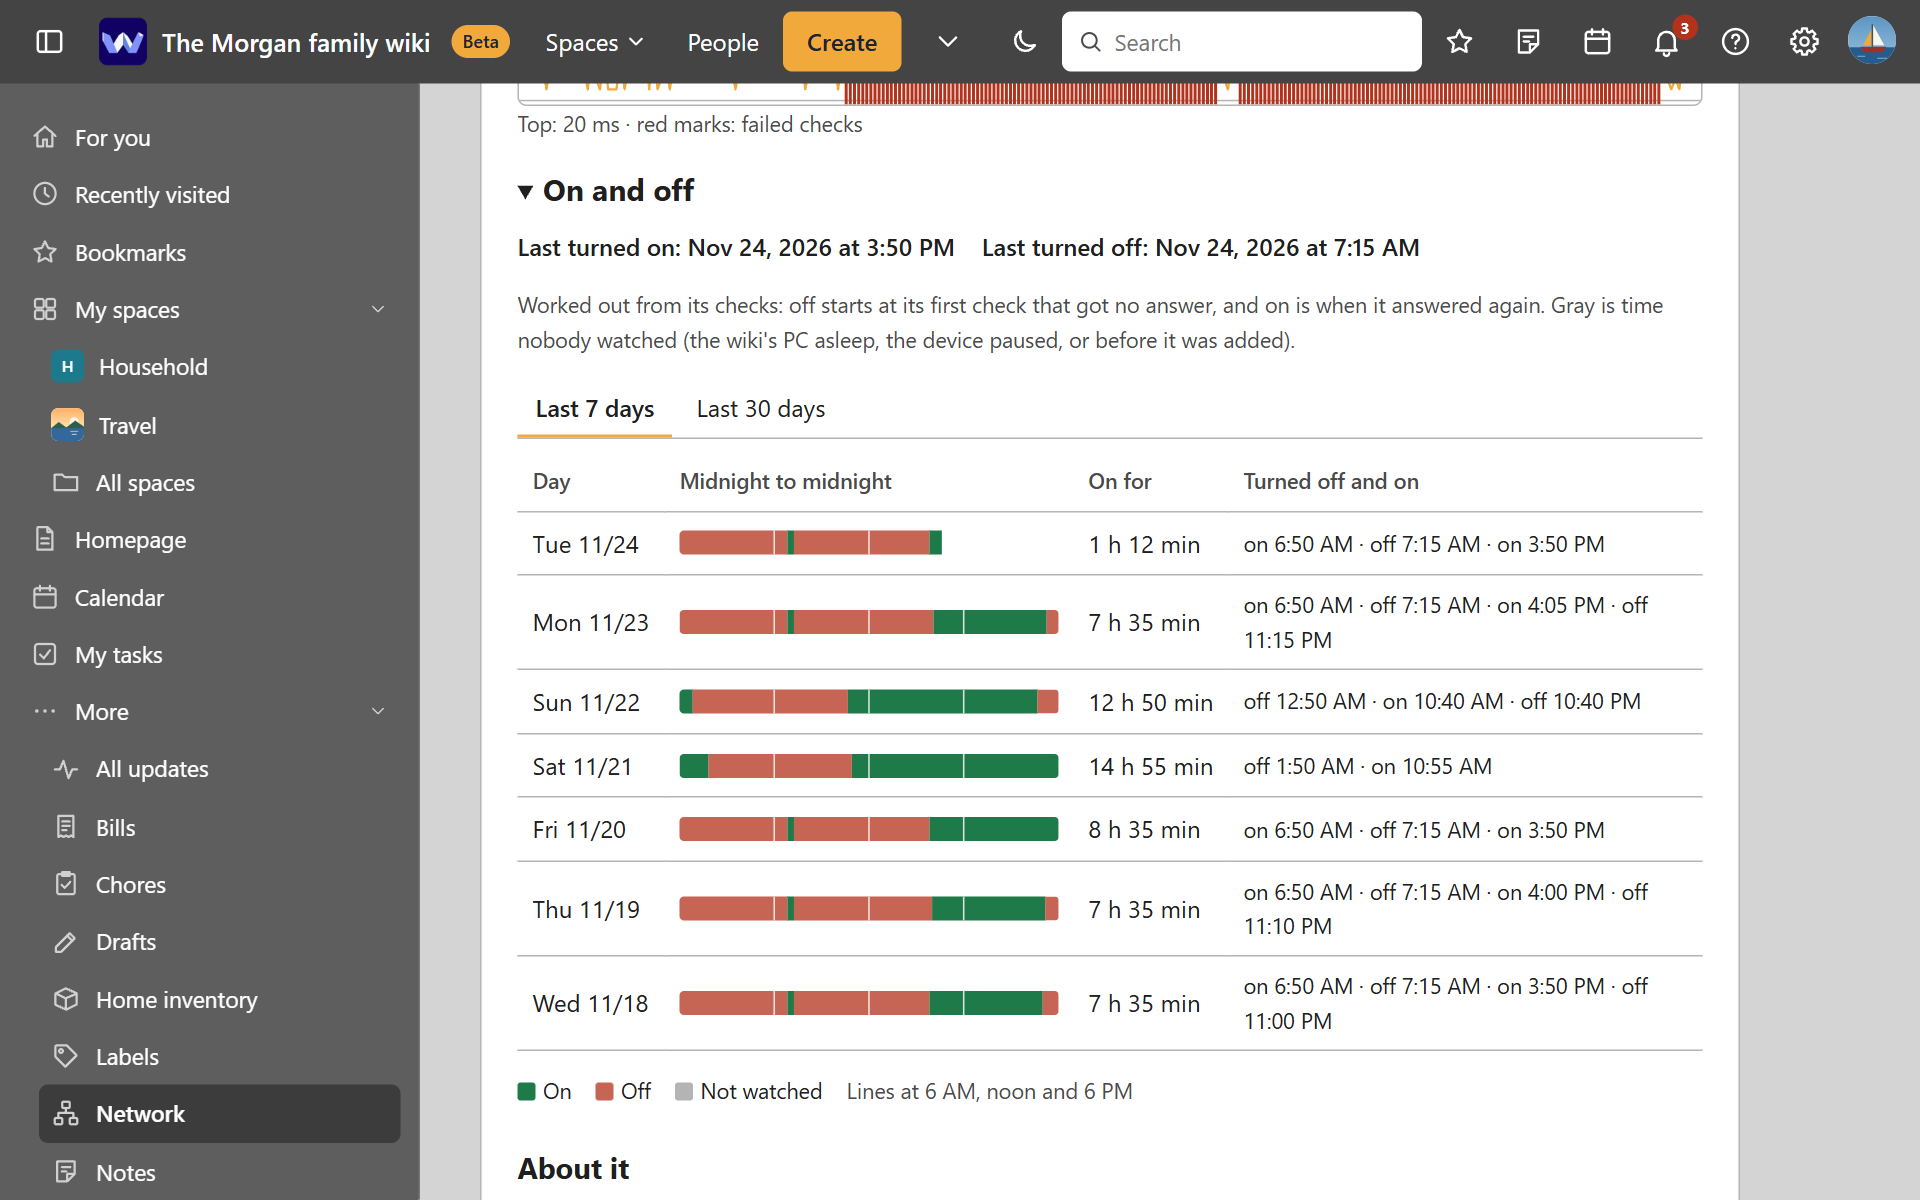 The Morgan family wiki Beta Spaces People Create Search 3
For you
Recently visited
Bookmarks
My spaces
H Household
Travel
All spaces
Homepage
Calendar
My tasks
More
All updates
Bills
Chores
Drafts
Home inventory
Labels
Network
Notes
Top: 20 ms · red marks: failed checks
On and off
Last turned on: Nov 24, 2026 at 3:50 PM Last turned off: Nov 24, 2026 at 7:15 AM
Worked out from its checks: off starts at its first check that got no answer, and on is when it answered again. Gray is time
nobody watched (the wiki's PC asleep, the device paused, or before it was added).
Last 7 days Last 30 days
Day Midnight to midnight On for Turned off and on
Tue 11/24 1 h 12 min on 6:50 AM · off 7:15 AM · on 3:50 PM
Mon 11/23 7 h 35 min on 6:50 AM · off 7:15 AM · on 4:05 PM · off
11:15 PM
Sun 11/22 12 h 50 min off 12:50 AM · on 10:40 AM · off 10:40 PM
Sat 11/21 14 h 55 min off 1:50 AM · on 10:55 AM
Fri 11/20 8 h 35 min on 6:50 AM · off 7:15 AM · on 3:50 PM
Thu 11/19 7 h 35 min on 6:50 AM · off 7:15 AM · on 4:00 PM · off
11:10 PM
Wed 11/18 7 h 35 min on 6:50 AM · off 7:15 AM · on 3:50 PM · off
11:00 PM
On Off Not watched Lines at 6 AM, noon and 6 PM
About it